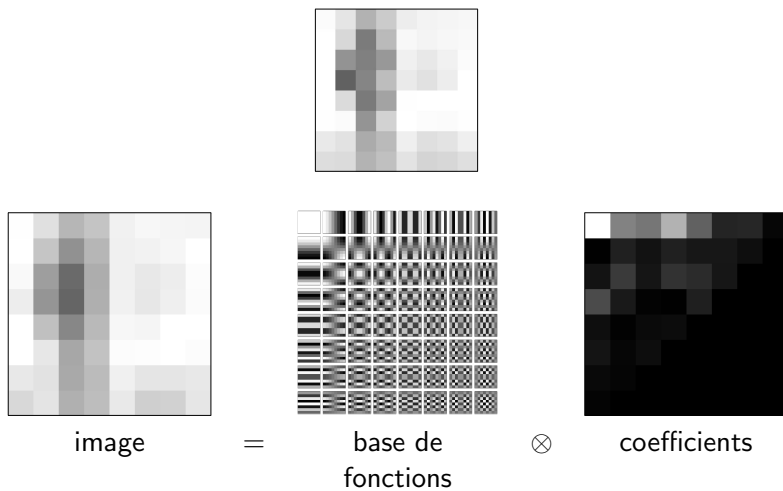 image = base de ⊗ coefficients
fonctions